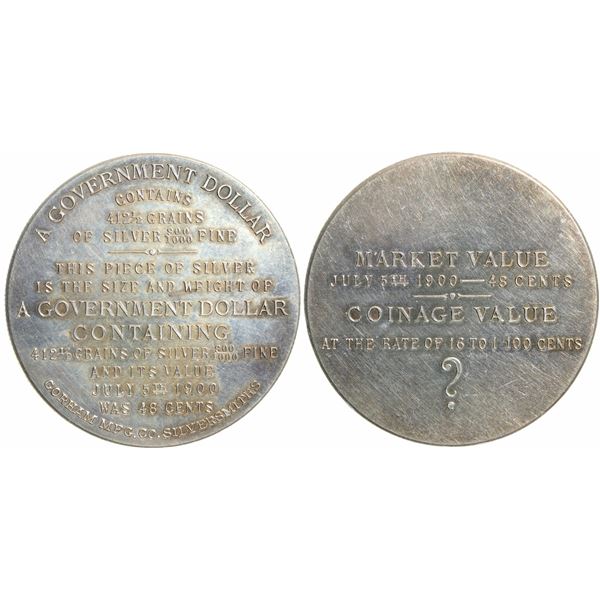 A GOVERNMENT DOLLAR
CONTAINS
412½ GRAINS
OF SILVER 900/1000 FINE
THIS PIECE OF SILVER
IS THE SIZE AND WEIGHT OF
A GOVERNMENT DOLLAR
CONTAINING
412½ GRAINS OF SILVER 900/1000 FINE
AND ITS VALUE
JULY 5TH 1900
WAS 48 CENTS
GORHAM MFG. CO. SILVERSMITHS
MARKET VALUE
JULY 5TH 1900 — 48 CENTS
COINAGE VALUE
AT THE RATE OF 16 TO 1 100 CENTS
?